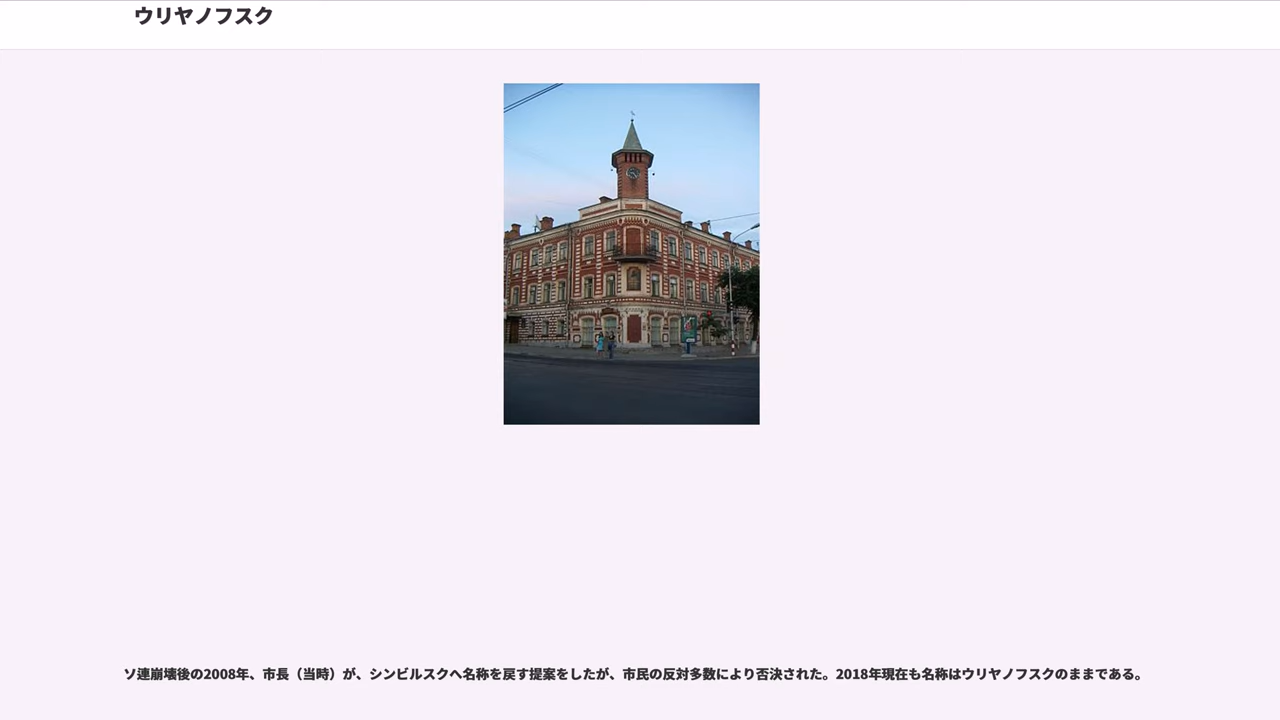 ウリヤノフスク
ソ連崩壊後の2008年、市長（当時）が、シンビルスクへ名称を戻す提案をしたが、市民の反対多数により否決された。2018年現在も名称はウリヤノフスクのままである。